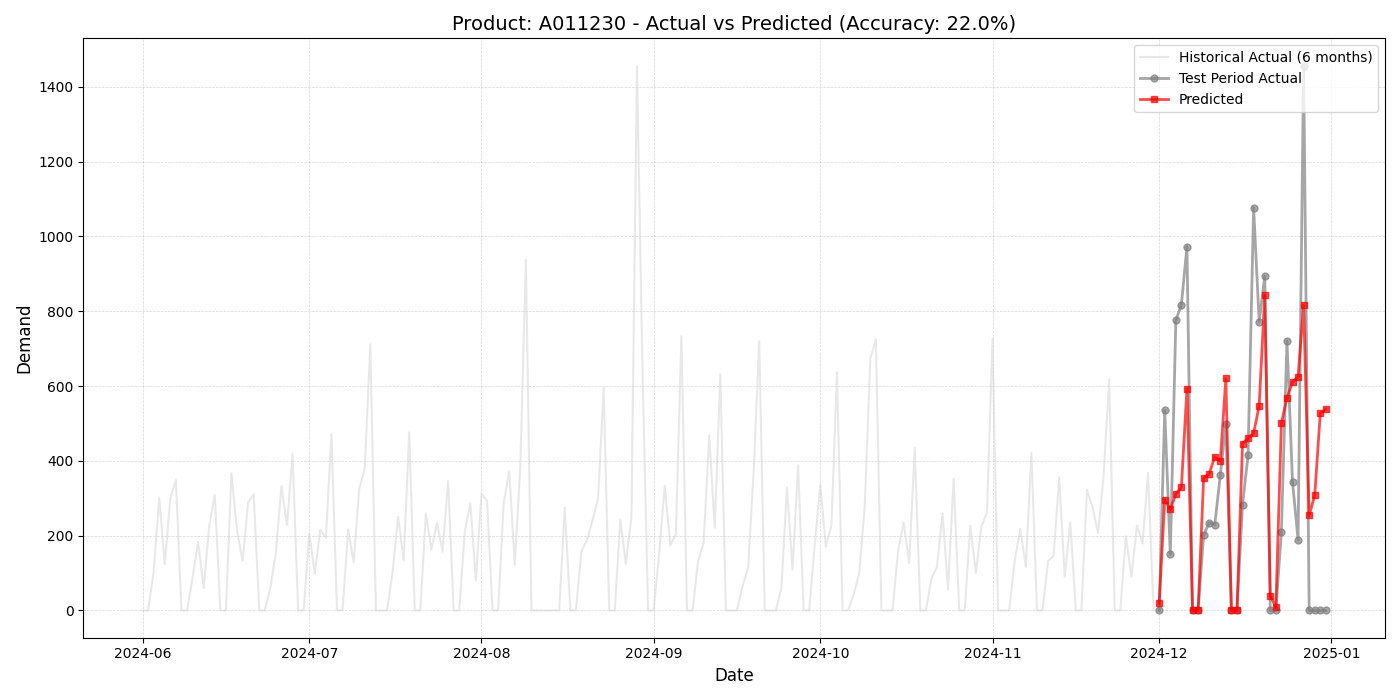 Product: A011230 - Actual vs Predicted (Accuracy: 22.0%)
Historical Actual (6 months)
Test Period Actual
Predicted
Demand
1400
1200
1000
800
600
400
200
0
2024-06
2024-07
2024-08
2024-09
2024-10
2024-11
2024-12
2025-01
Date